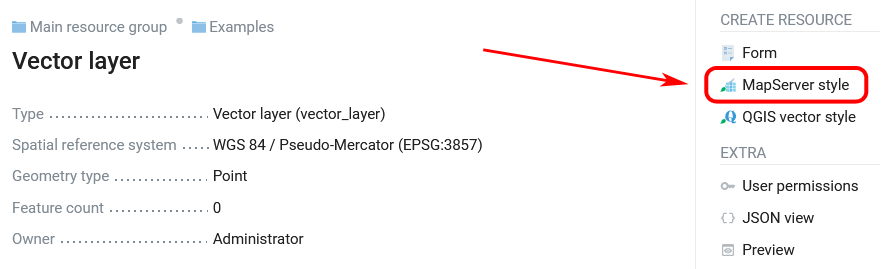 Main resource group Examples
Vector layer
Type Vector layer (vector_layer)
Spatial reference system WGS 84 / Pseudo-Mercator (EPSG:3857)
Geometry type Point
Feature count 0
Owner Administrator
CREATE RESOURCE
Form
MapServer style
QGIS vector style
EXTRA
User permissions
JSON view
Preview